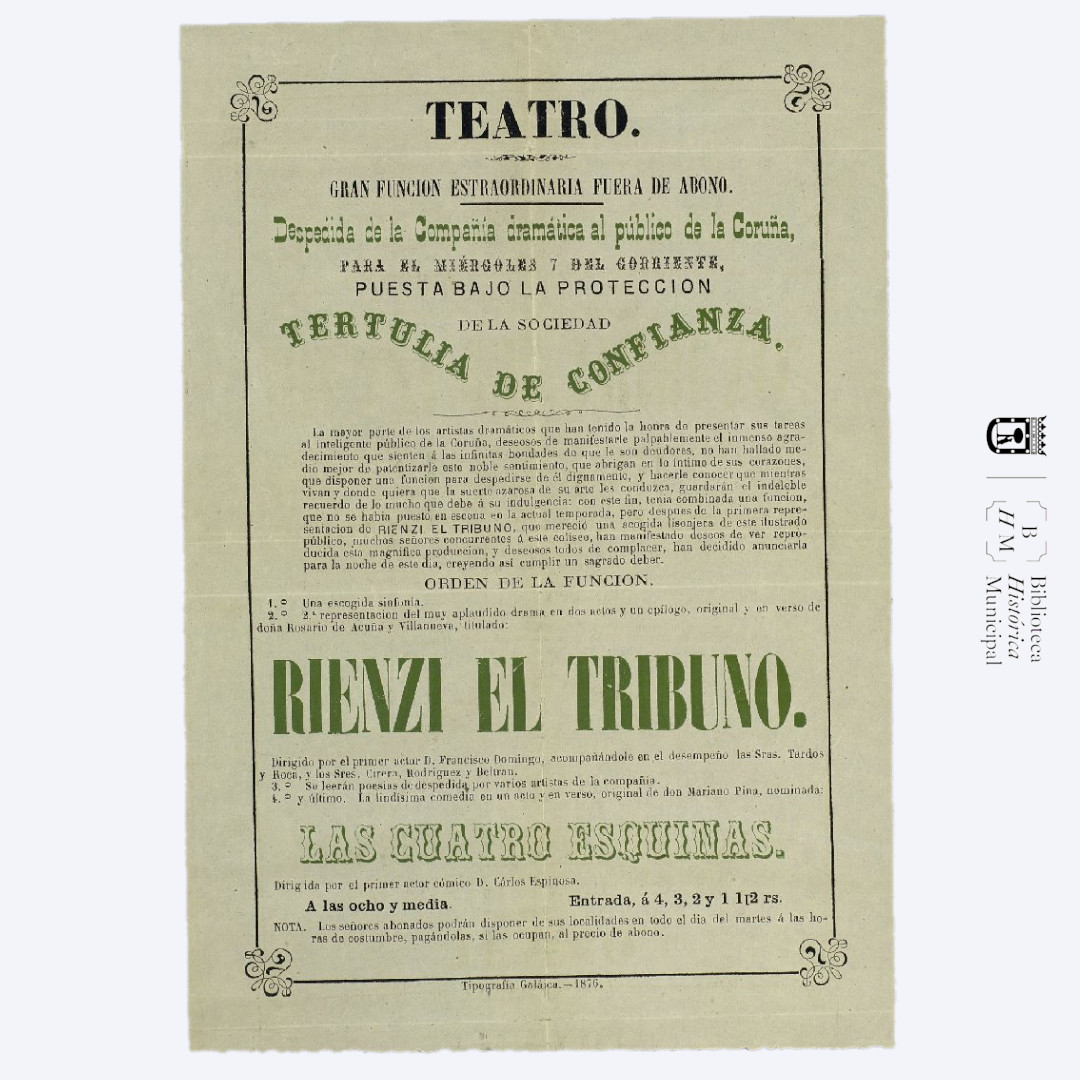 TEATRO.
GRAN FUNCION ESTRAORDINARIA FUERA DE ABONO.
Despedida de la Compañía dramática al público de la Coruña,
PARA EL MIÉRCOLES 7 DEL CORRIENTE,
PUESTA BAJO LA PROTECCION
DE LA SOCIEDAD
TERTULIA DE CONFIANZA.
La mayor parte de los artistas dramáticos que han tenido la honra de presentar sus tareas
al inteligente público de la Coruña, deseosos de manifestarle palpablemente el inmenso agra-
decimiento que sienten á las infinitas bondades de que le son deudores, no han hallado me-
dio mejor de patentizarle este noble sentimiento, que abrigan en lo íntimo de sus corazones,
que disponer una funcion para despedirse de él dignamente, y hacerle conocer que mientras
vivan y donde quiera que la suerte azarosa de su arte les conduzca, guardarán el indeleble
recuerdo de lo mucho que debe á su indulgencia: con este fin, tenia combinada una funcion,
que no se habia puesto en escena en la actual temporada, pero despues de la primera repre-
sentacion de RIENZI EL TRIBUNO, que mereció una acogida lisonjera de este ilustrado
público, muchos señores concurrentes á este coliseo, han manifestado deseos de ver repro-
ducida esta magnífica produccion, y deseosos todos de complacer, han decidido anunciarla
para la noche de este dia, creyendo así cumplir un sagrado deber.
ORDEN DE LA FUNCION.
1.º Una escogida sinfonía.
2.º 2.ª representacion del muy aplaudido drama en dos actos y un epílogo, original y en verso de
doña Rosario de Acuña y Villanueva, titulado:
RIENZI EL TRIBUNO.
Dirigido por el primer actor D. Francisco Domingo, acompañándole en el desempeño las Sras. Tardos
y Roca, y los Sres. Cirera, Rodriguez y Beltran.
3.º Se leerán poesías de despedida por varios artistas de la compañia.
4.º y último. La lindísima comedia en un acto y en verso, original de don Mariano Pina, nominada:
LAS CUATRO ESQUINAS.
Dirigida por el primer actor cómico D. Cárlos Espinosa.
A las ocho y media.
Entrada, á 4, 3, 2 y 1 1|2 rs.
NOTA. Los señores abonados podrán disponer de sus localidades en todo el dia del martes á las ho-
ras de costumbre, pagándolas, si las ocupan, al precio de abono.
Tipografía Galáica.—1876.
B
HM
Biblioteca
Histórica
Municipal